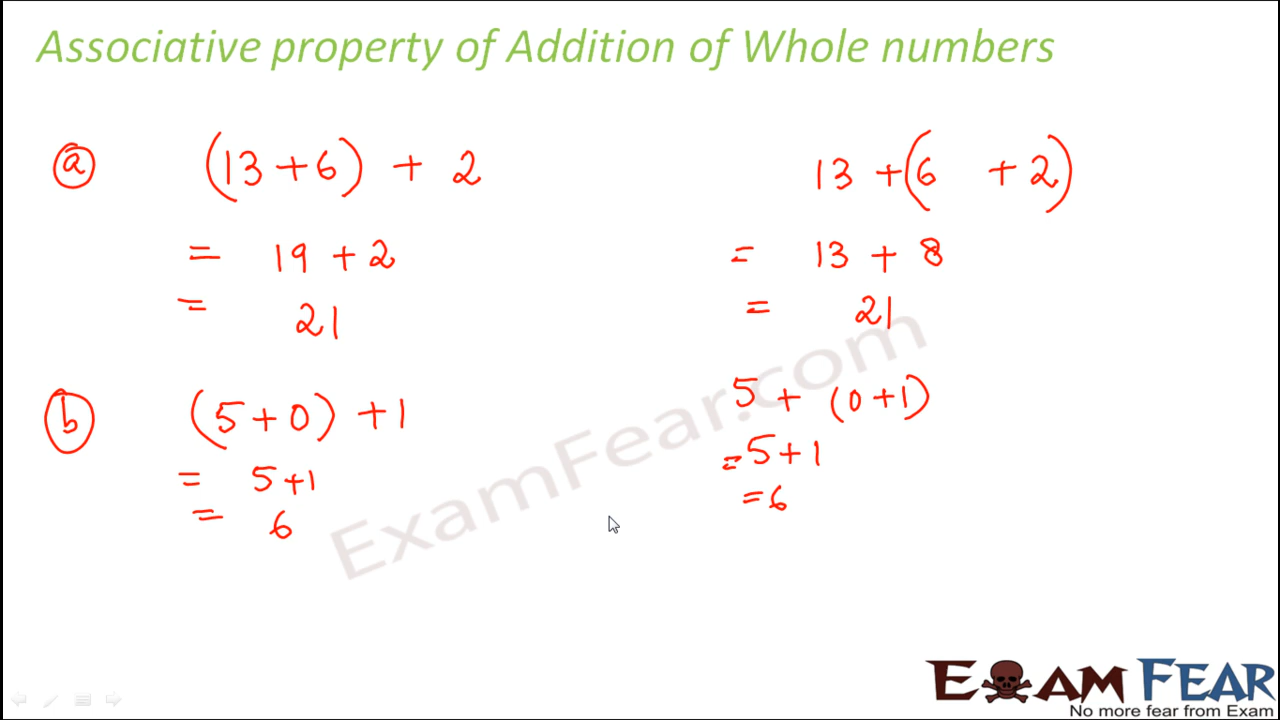 Associative property of Addition of Whole numbers
a (13 + 6) + 2 13 + (6 + 2)
= 19 + 2 = 13 + 8
= 21 = 21
b (5 + 0) + 1 5 + (0 + 1)
= 5 + 1 = 5 + 1
= 6 = 6
ExamFear.com
EXAM FEAR
No more fear from Exam